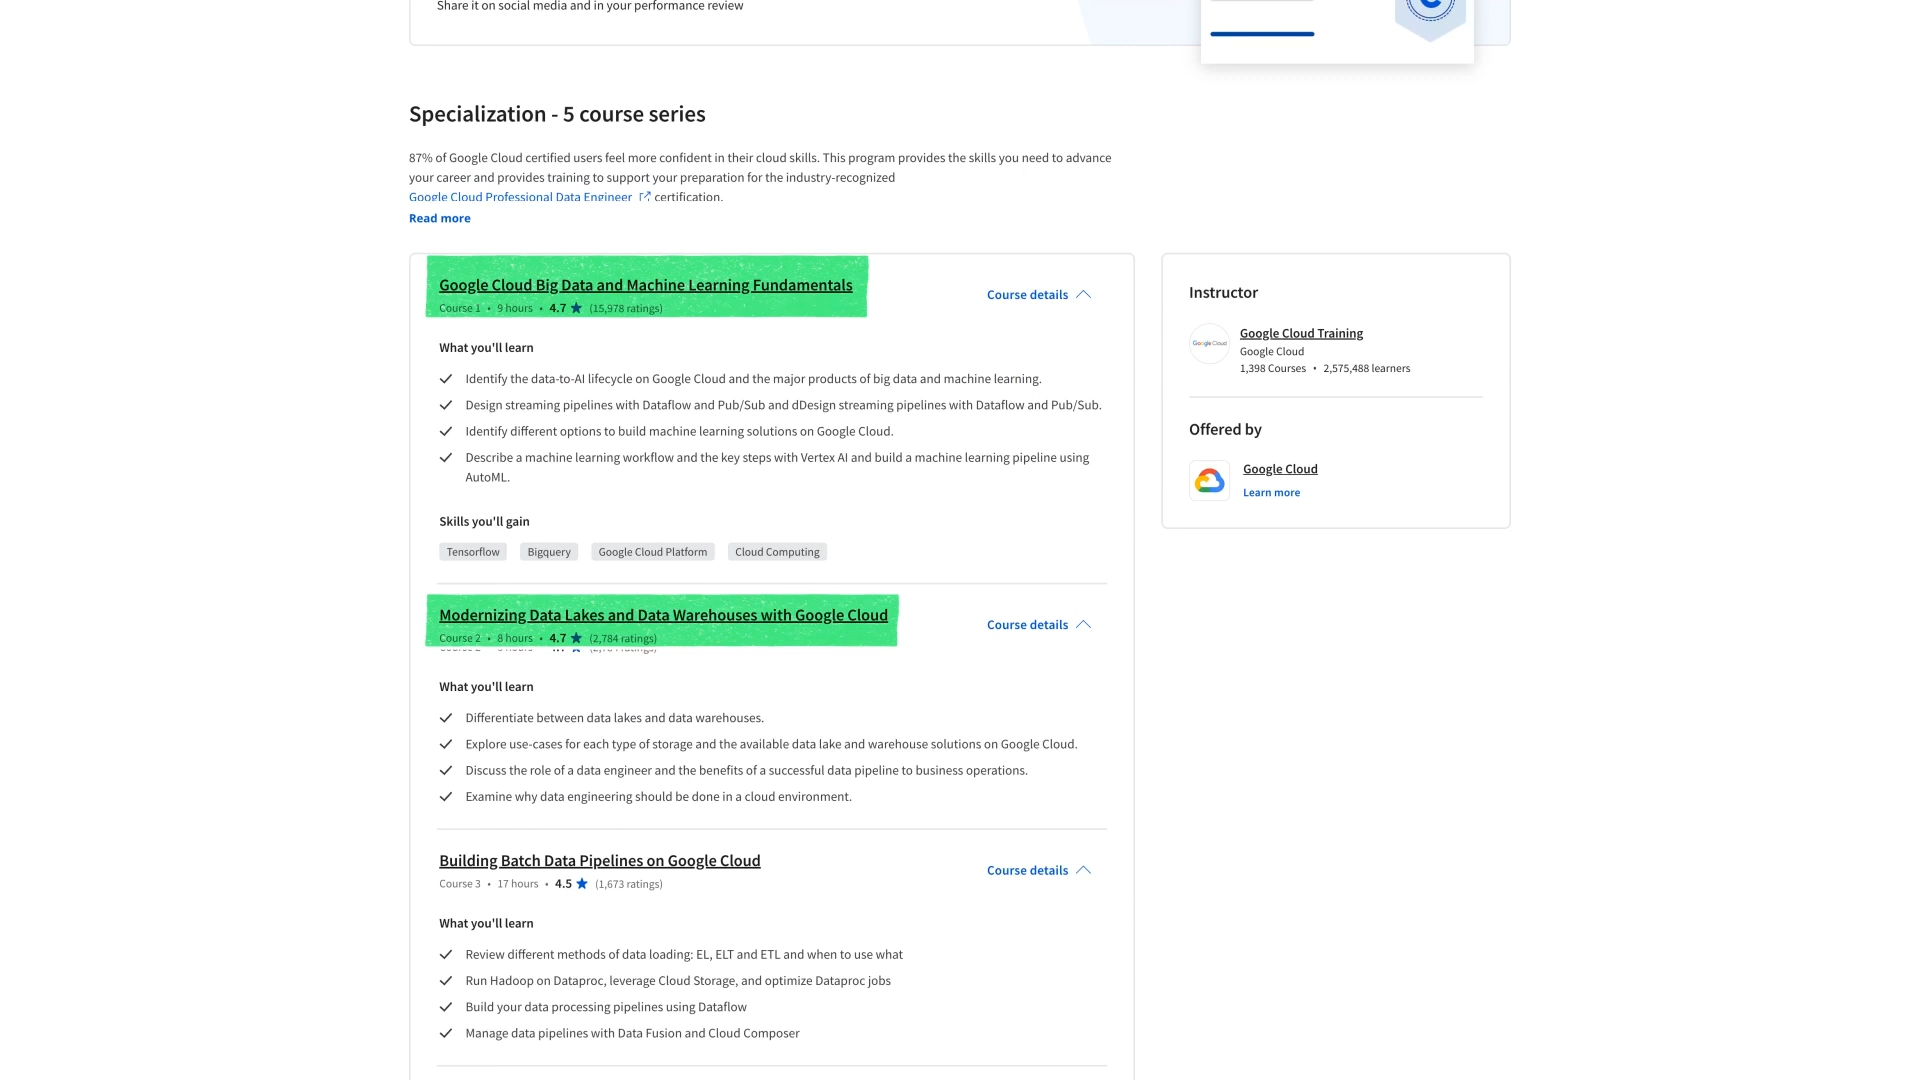 Share it on social media and in your performance review
Specialization - 5 course series
87% of Google Cloud certified users feel more confident in their cloud skills. This program provides the skills you need to advance
your career and provides training to support your preparation for the industry-recognized
Google Cloud Professional Data Engineer certification.
Read more
Google Cloud Big Data and Machine Learning Fundamentals
Course 1 • 9 hours • 4.7 (15,978 ratings)
Course details
What you'll learn
Identify the data-to-AI lifecycle on Google Cloud and the major products of big data and machine learning.
Design streaming pipelines with Dataflow and Pub/Sub and dDesign streaming pipelines with Dataflow and Pub/Sub.
Identify different options to build machine learning solutions on Google Cloud.
Describe a machine learning workflow and the key steps with Vertex AI and build a machine learning pipeline using
AutoML.
Skills you'll gain
Tensorflow Bigquery Google Cloud Platform Cloud Computing
Modernizing Data Lakes and Data Warehouses with Google Cloud
Course 2 • 8 hours • 4.7 (2,784 ratings)
Course details
What you'll learn
Differentiate between data lakes and data warehouses.
Explore use-cases for each type of storage and the available data lake and warehouse solutions on Google Cloud.
Discuss the role of a data engineer and the benefits of a successful data pipeline to business operations.
Examine why data engineering should be done in a cloud environment.
Building Batch Data Pipelines on Google Cloud
Course 3 • 17 hours • 4.5 (1,673 ratings)
Course details
What you'll learn
Review different methods of data loading: EL, ELT and ETL and when to use what
Run Hadoop on Dataproc, leverage Cloud Storage, and optimize Dataproc jobs
Build your data processing pipelines using Dataflow
Manage data pipelines with Data Fusion and Cloud Composer
Instructor
Google Cloud
Google Cloud Training
Google Cloud
1,398 Courses • 2,575,488 learners
Offered by
Google Cloud
Learn more